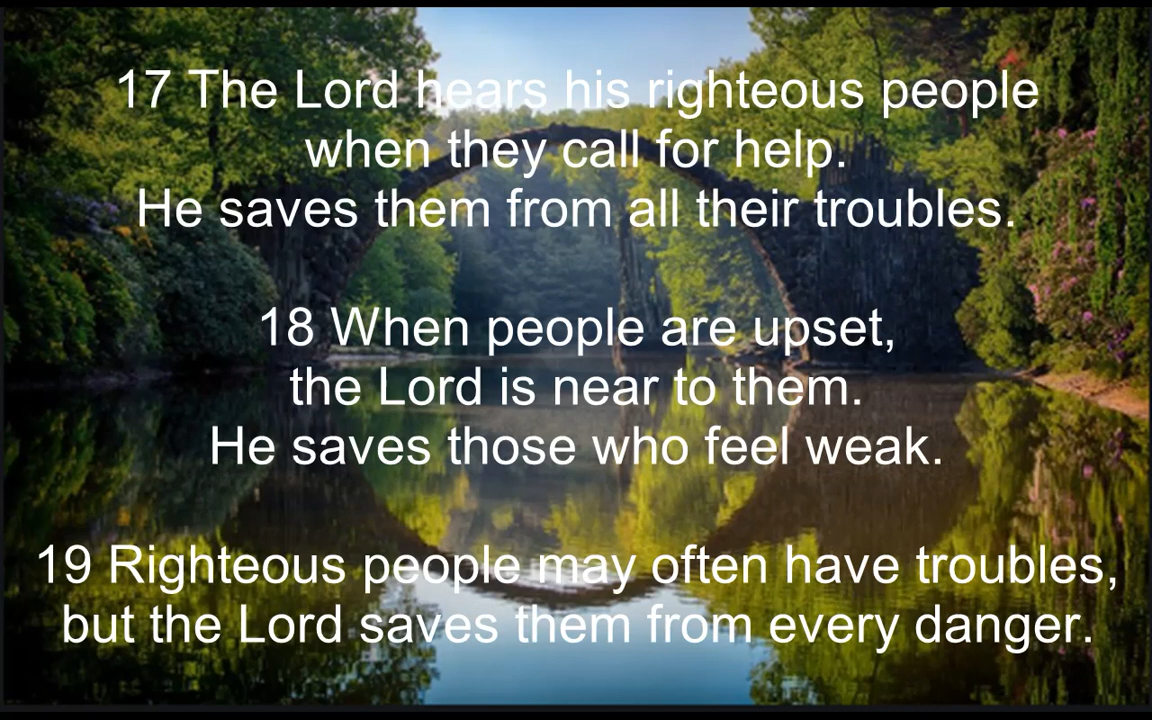 17 The Lord hears his righteous people
when they call for help.
He saves them from all their troubles.
18 When people are upset,
the Lord is near to them.
He saves those who feel weak.
19 Righteous people may often have troubles,
but the Lord saves them from every danger.